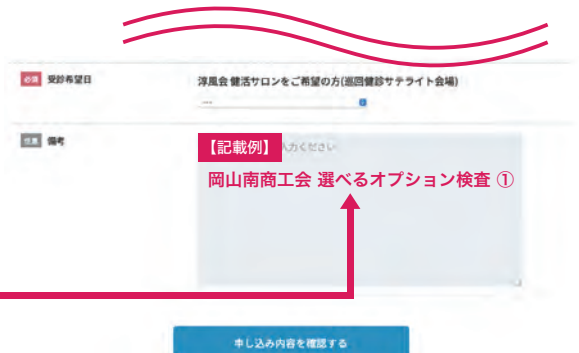 必須 受診希望日
淳風会 健活サロンをご希望の方(巡回健診サテライト会場)
---
任意 備考
【記載例】
入力ください
岡山南商工会 選べるオプション検査 ①
申し込み内容を確認する